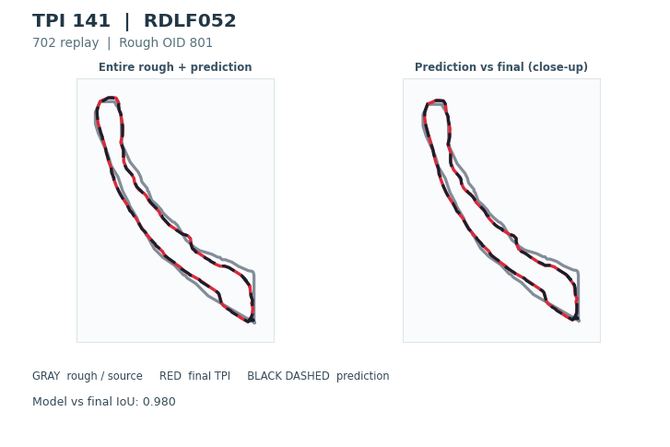 TPI 141 | RDLF052
702 replay | Rough OID 801
Entire rough + prediction
Prediction vs final (close-up)
GRAY rough / source RED final TPI BLACK DASHED prediction
Model vs final IoU: 0.980